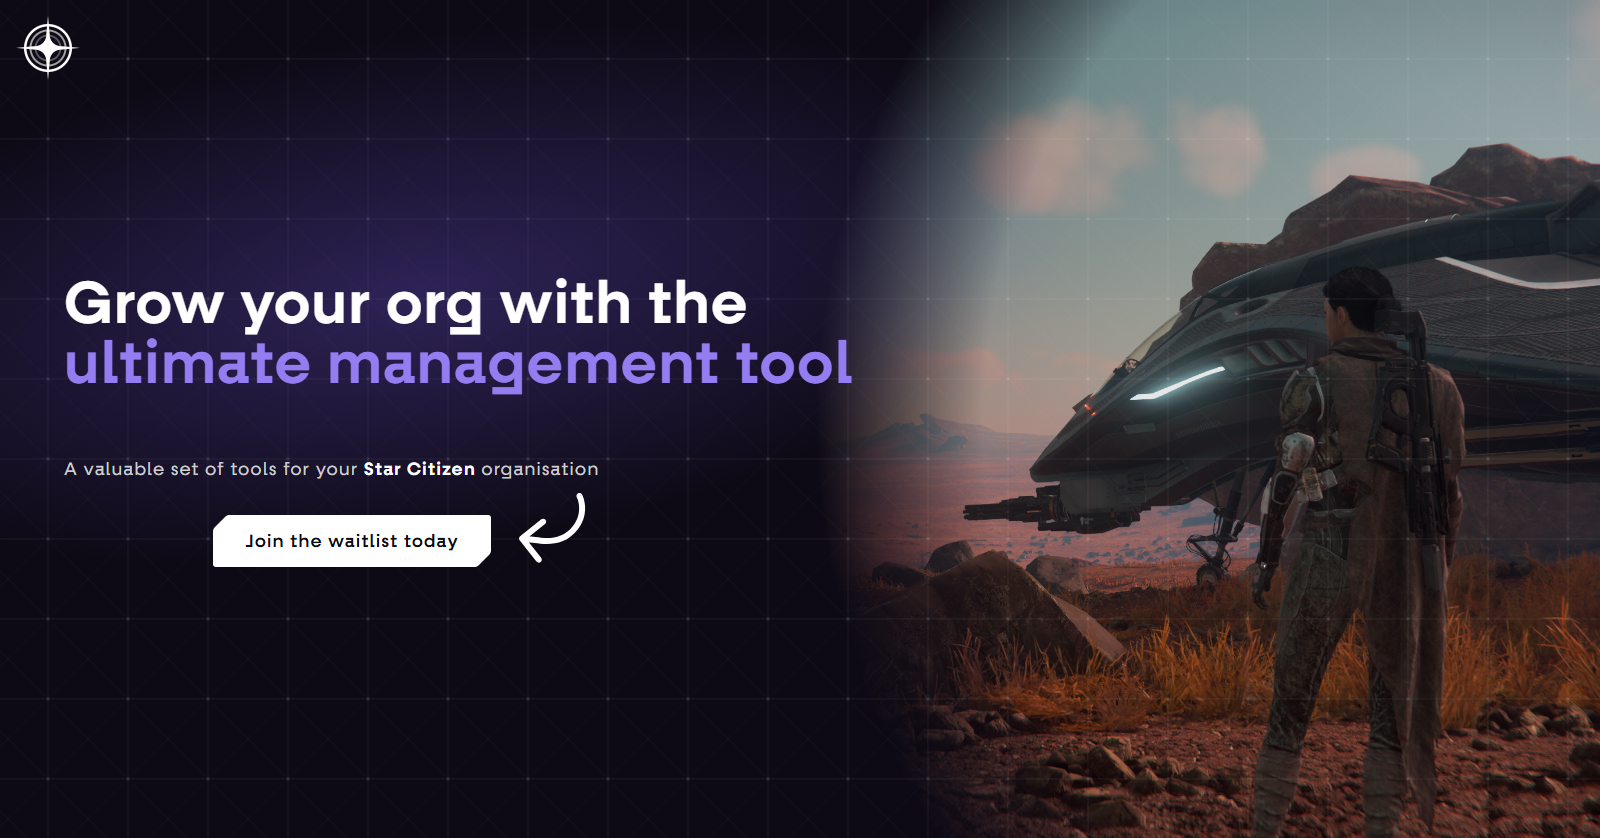 Grow your org with the
ultimate management tool
A valuable set of tools for your Star Citizen organisation
Join the waitlist today